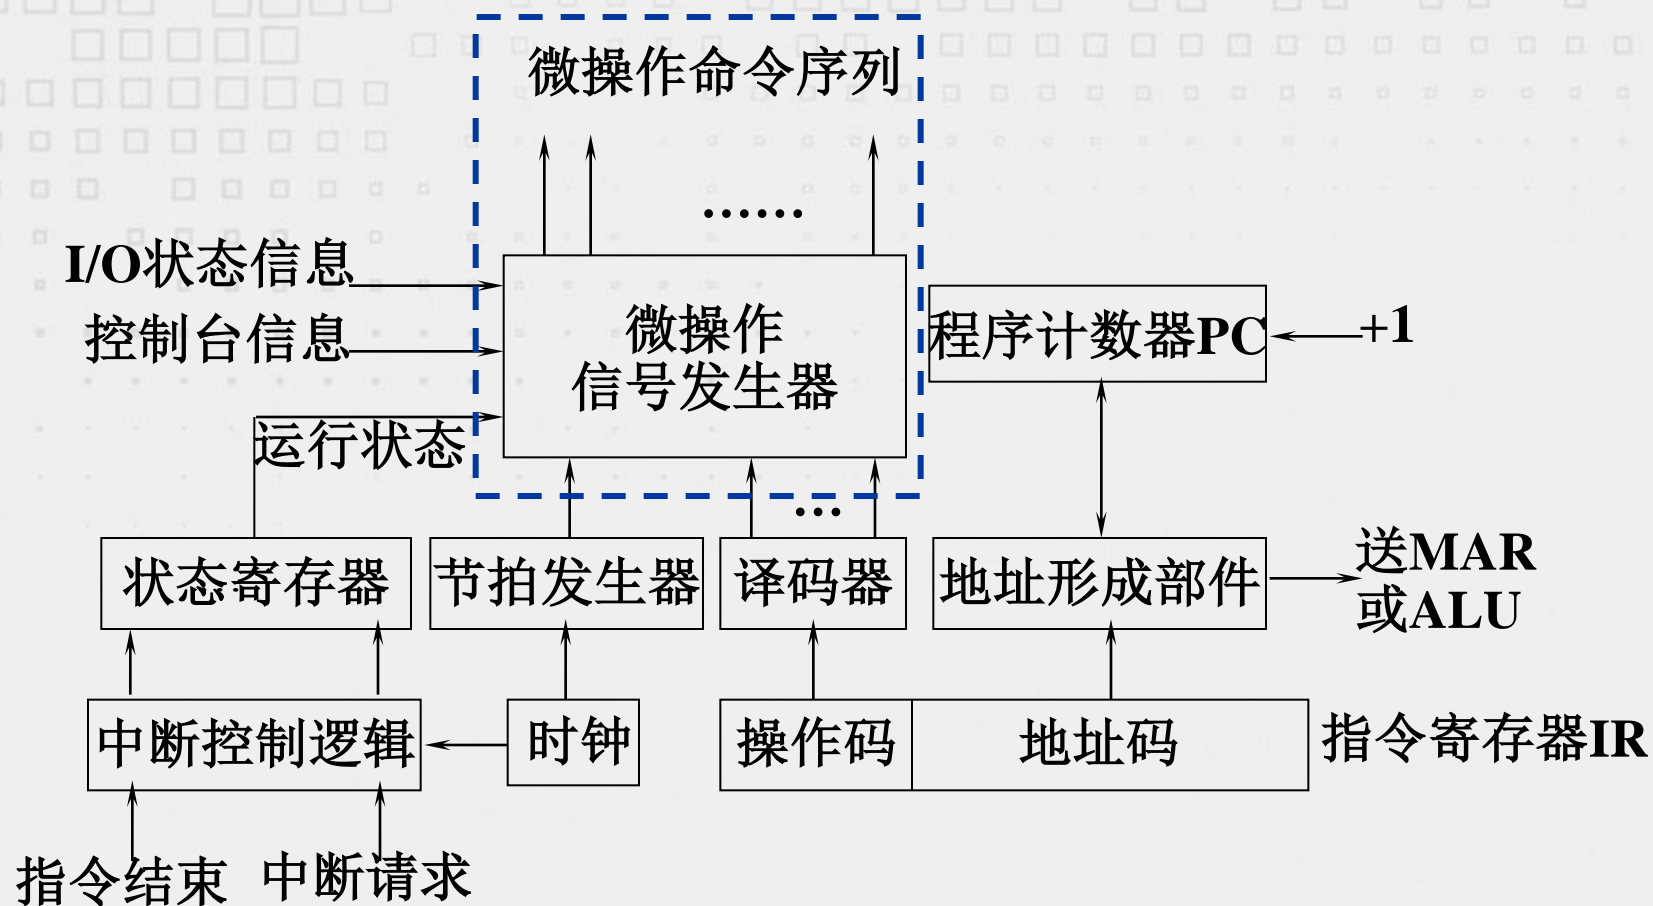 微操作命令序列
……
I/O状态信息
控制台信息
运行状态
微操作
信号发生器
程序计数器PC
+1
…
状态寄存器
节拍发生器
译码器
地址形成部件
送MAR
或ALU
中断控制逻辑
时钟
操作码
地址码
指令寄存器IR
指令结束
中断请求